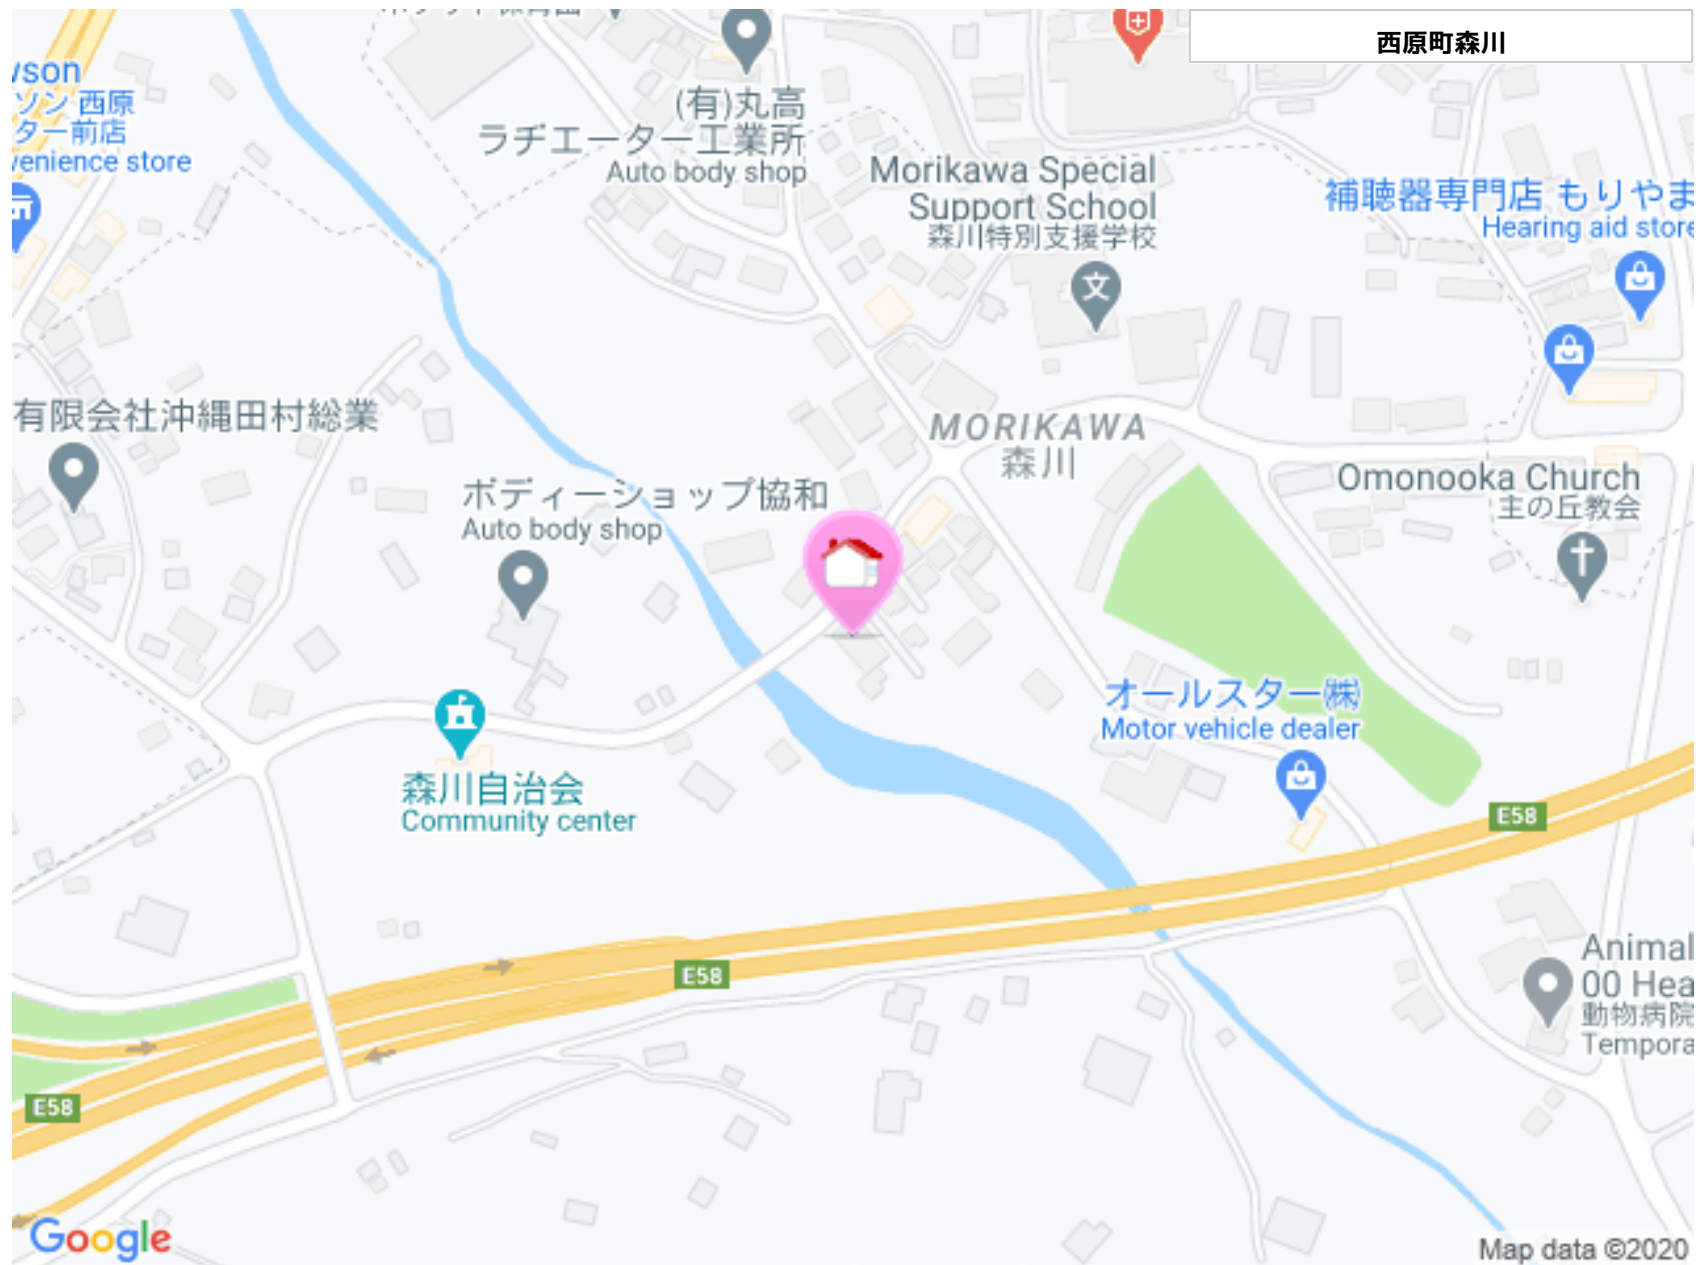 西原町森川
wson
ソン 西原
ター前店
venience store
(有)丸高
ラヂエーター工業所
Auto body shop
Morikawa Special
Support School
森川特別支援学校
補聴器専門店 もりやま
Hearing aid store
有限会社沖縄田村総業
MORIKAWA
森川
ボディーショップ協和
Auto body shop
Omonooka Church
主の丘教会
オールスター㈱
Motor vehicle dealer
森川自治会
Community center
E58
E58
E58
Animal
00 Hea
動物病院
Tempora
Google
Map data ©2020